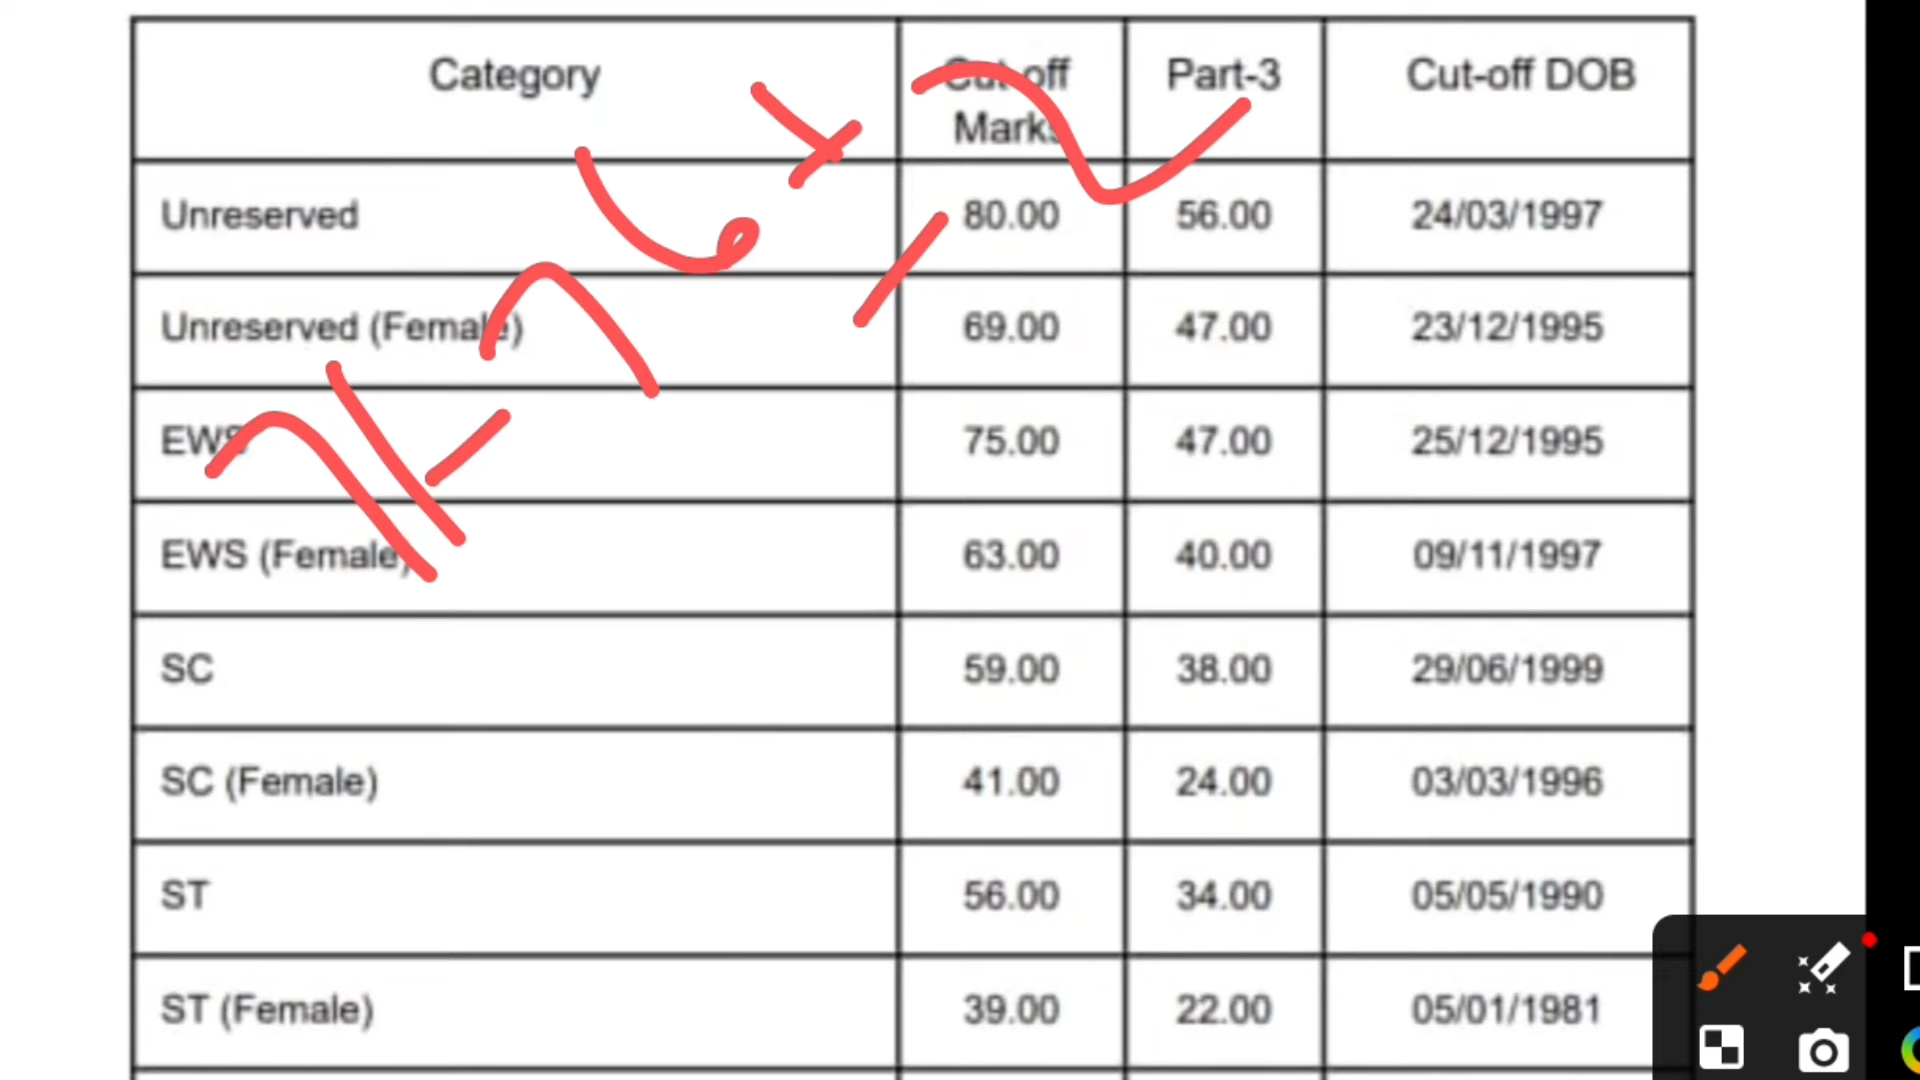 Category Cut-off Marks Part-3 Cut-off DOB
Unreserved 80.00 56.00 24/03/1997
Unreserved (Female) 69.00 47.00 23/12/1995
EWS 75.00 47.00 25/12/1995
EWS (Female) 63.00 40.00 09/11/1997
SC 59.00 38.00 29/06/1999
SC (Female) 41.00 24.00 03/03/1996
ST 56.00 34.00 05/05/1990
ST (Female) 39.00 22.00 05/01/1981